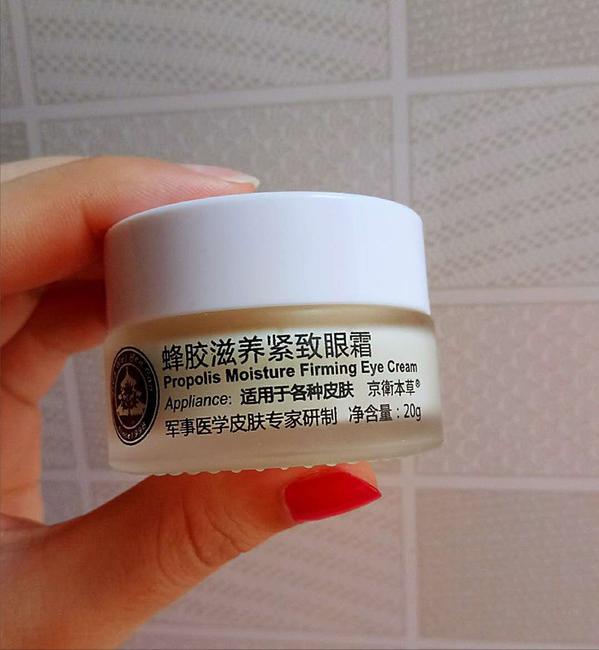 蜂胶滋养紧致眼霜
Propolis Moisture Firming Eye Cream
Appliance: 适用于各种皮肤 京衛本草®
军事医学皮肤专家研制 净含量:20g